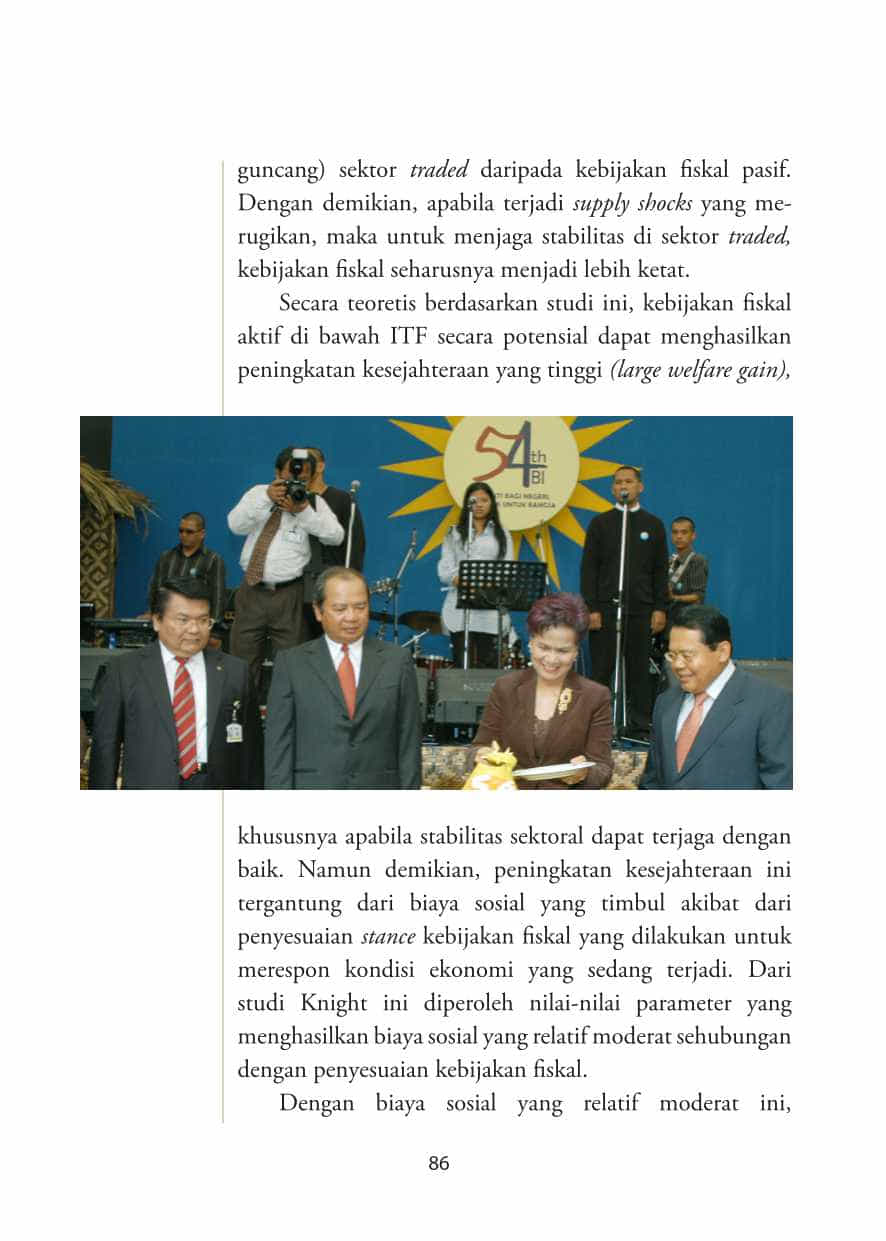 guncang) sektor traded daripada kebijakan fiskal pasif.
Dengan demikian, apabila terjadi supply shocks yang me-
rugikan, maka untuk menjaga stabilitas di sektor traded,
kebijakan fiskal seharusnya menjadi lebih ketat.
Secara teoretis berdasarkan studi ini, kebijakan fiskal
aktif di bawah ITF secara potensial dapat menghasilkan
peningkatan kesejahteraan yang tinggi (large welfare gain),
54th
BI
BAGI NEGERI,
UNTUK BANGSA
khususnya apabila stabilitas sektoral dapat terjaga dengan
baik. Namun demikian, peningkatan kesejahteraan ini
tergantung dari biaya sosial yang timbul akibat dari
penyesuaian stance kebijakan fiskal yang dilakukan untuk
merespon kondisi ekonomi yang sedang terjadi. Dari
studi Knight ini diperoleh nilai-nilai parameter yang
menghasilkan biaya sosial yang relatif moderat sehubungan
dengan penyesuaian kebijakan fiskal.
Dengan biaya sosial yang relatif moderat ini,
86